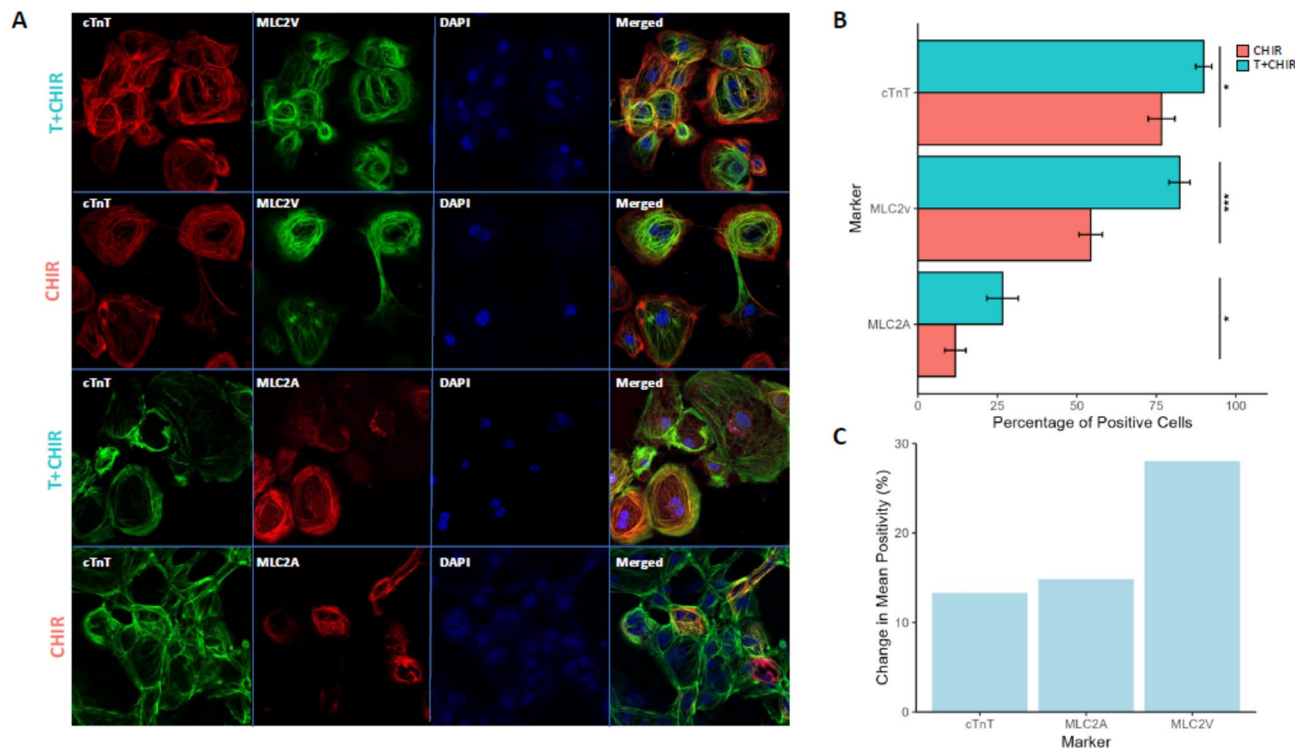 A
T+CHIR
cTnT
MLC2V
DAPI
Merged
CHIR
cTnT
MLC2V
DAPI
Merged
T+CHIR
cTnT
MLC2A
DAPI
Merged
CHIR
cTnT
MLC2A
DAPI
Merged
B
CHIR
T+CHIR
Marker
cTnT
*
MLC2v
***
MLC2A
*
0 25 50 75 100
Percentage of Positive Cells
C
Change in Mean Positivity (%)
30
20
10
0
cTnT MLC2A MLC2V
Marker